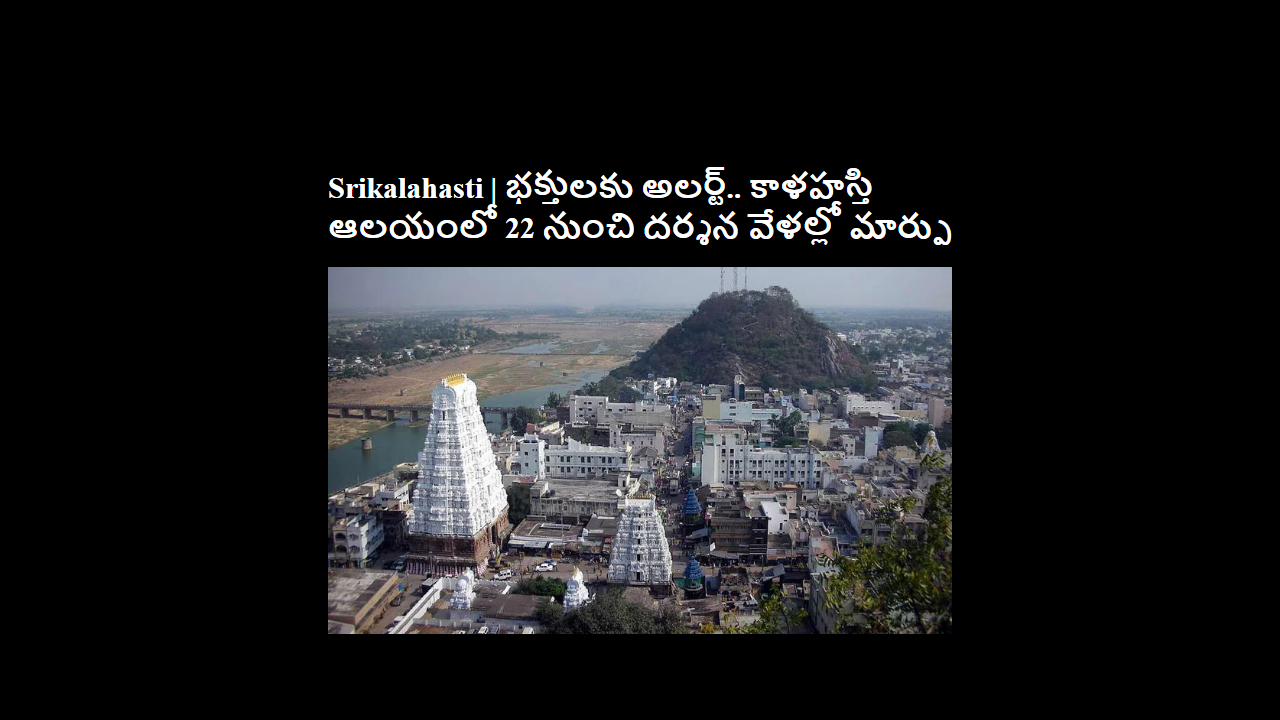 Srikalahasti | భక్తులకు అలర్ట్.. కాళహస్తి
ఆలయంలో 22 నుంచి దర్శన వేళల్లో మార్పు